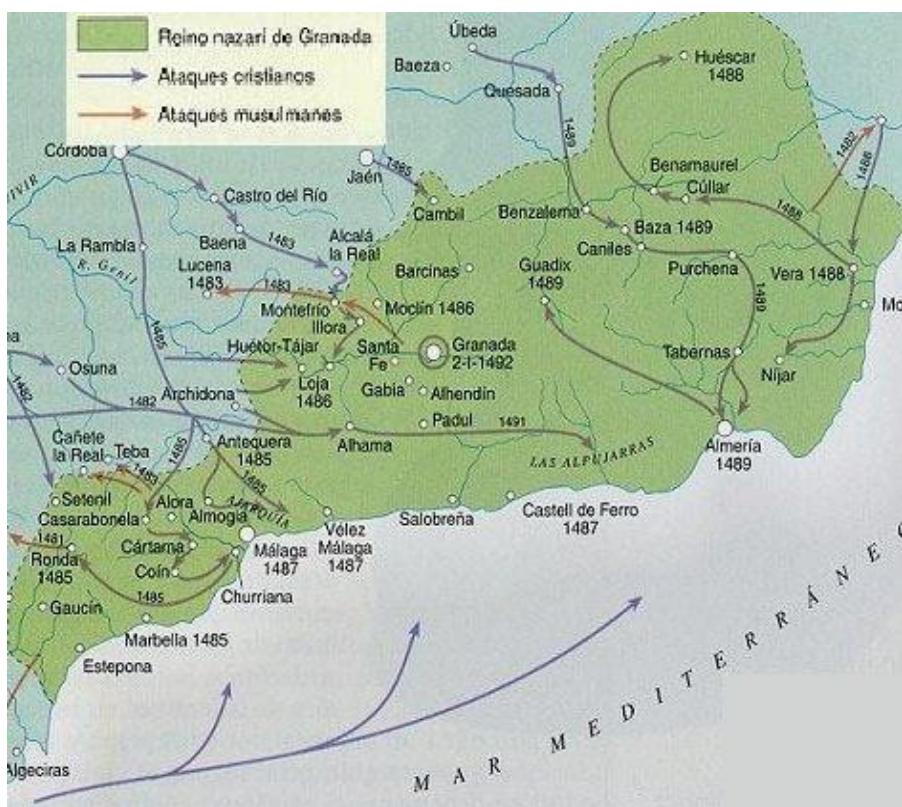 Reino nazarí de Granada
Ataques cristianos
Ataques musulmanes
Úbeda
Baeza
Quesada
Huéscar
1488
Córdoba
Jaén
1485
1489
1482
1486
Castro del Río
Cambil
Benamaurel
Cúllar
1488
La Rambla
Baena
1483
Alcalá
la Real
Benzalema
Baza 1489
Caniles
R. Genil
Lucena
1483
1483
Barcinas
Guadix
1489
Purchena
Vera 1488
Montefrío
Moclín 1486
Illora
1489
Mo
1485
Huétor-Tájar
Santa
Fe
Granada
2-I-1492
Tabernas
Níjar
Osuna
Loja
1486
Gabia
Alhendín
1482
Archidona
1482
Padul
1491
Alhama
LAS ALPUJARRAS
Almería
1489
Cañete
la Real
Teba
1483
1485
Antequera
1485
1485
Setenil
Alora
Almogía
AJARQUÍA
Casarabonela
Salobreña
Castell de Ferro
1487
Vélez
Málaga
1487
1481
Ronda
1485
Cártama
Málaga
1487
Coín
1485
Churriana
Gaucín
Marbella 1485
Estepona
Algeciras
MAR MEDITERRÁNEO